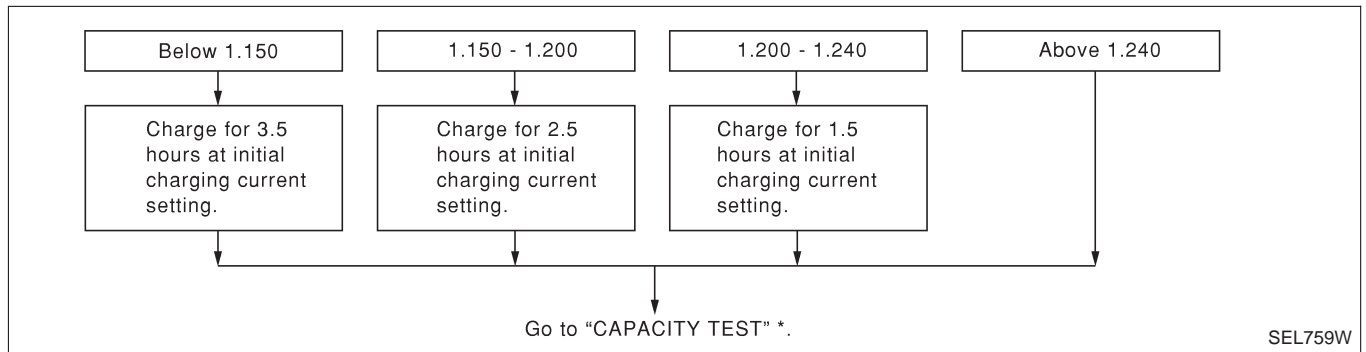 Below 1.150
1.150 - 1.200
1.200 - 1.240
Above 1.240
Charge for 3.5
hours at initial
charging current
setting.
Charge for 2.5
hours at initial
charging current
setting.
Charge for 1.5
hours at initial
charging current
setting.
Go to “CAPACITY TEST” *.
SEL759W